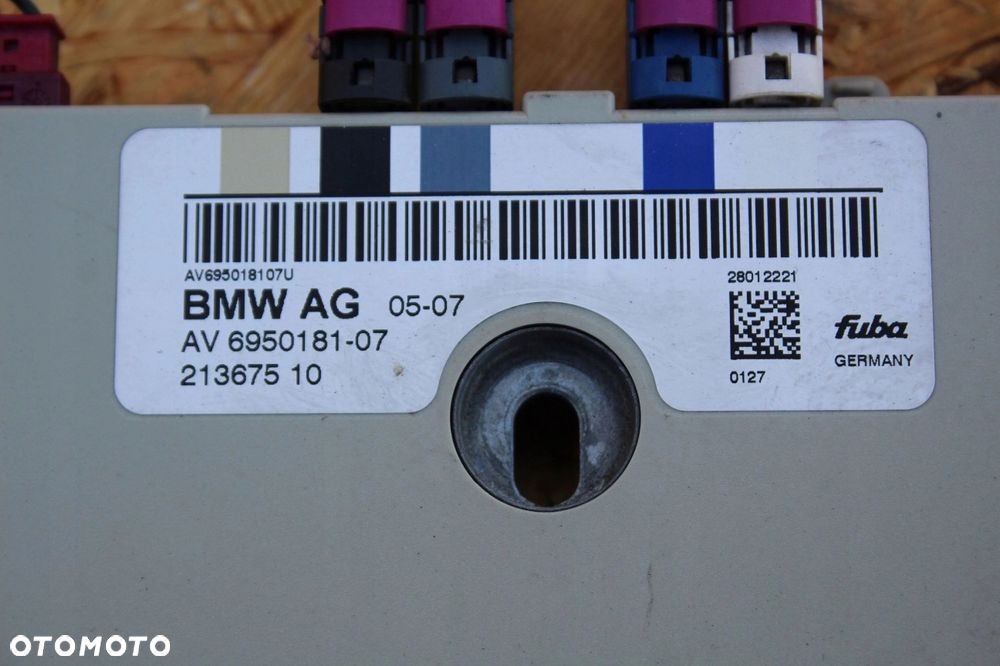 AV695018107U
28012221
BMW AG 05-07
AV 6950181-07
213675 10
fuba
GERMANY
0127
OTOMOTO